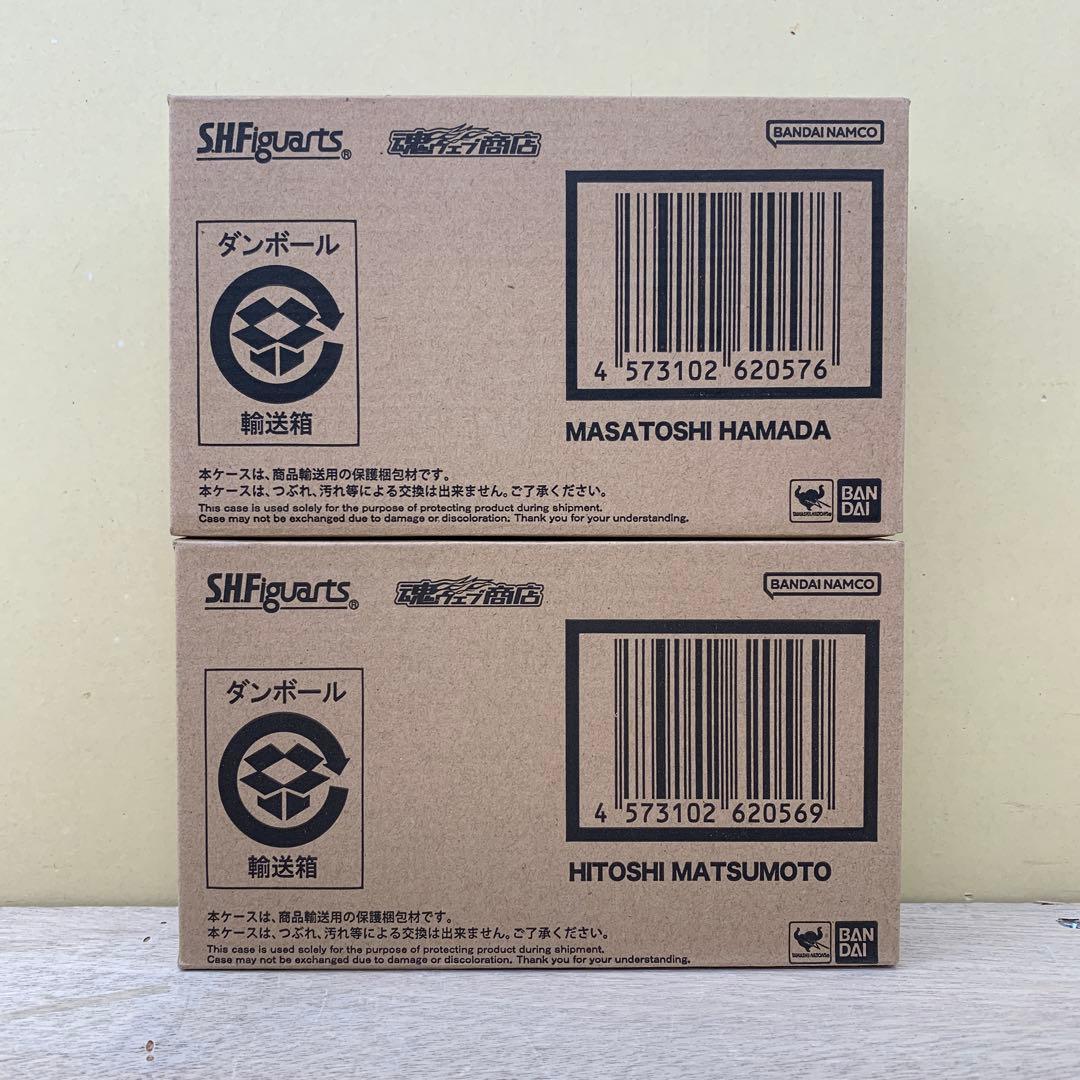 S.H.Figuarts®
魂ウェブ商店
BANDAI NAMCO
ダンボール
輸送箱
4 573102 620576
MASATOSHI HAMADA
本ケースは、商品輸送用の保護梱包材です。
本ケースは、つぶれ、汚れ等による交換は出来ません。ご了承ください。
This case is used solely for the purpose of protecting product during shipment.
Case may not be exchanged due to damage or discoloration. Thank you for your understanding.
TAMASHII NATIONS
BAN
DAI
S.H.Figuarts®
魂ウェブ商店
BANDAI NAMCO
ダンボール
輸送箱
4 573102 620569
HITOSHI MATSUMOTO
本ケースは、商品輸送用の保護梱包材です。
本ケースは、つぶれ、汚れ等による交換は出来ません。ご了承ください。
This case is used solely for the purpose of protecting product during shipment.
Case may not be exchanged due to damage or discoloration. Thank you for your understanding.
TAMASHII NATIONS
BAN
DAI